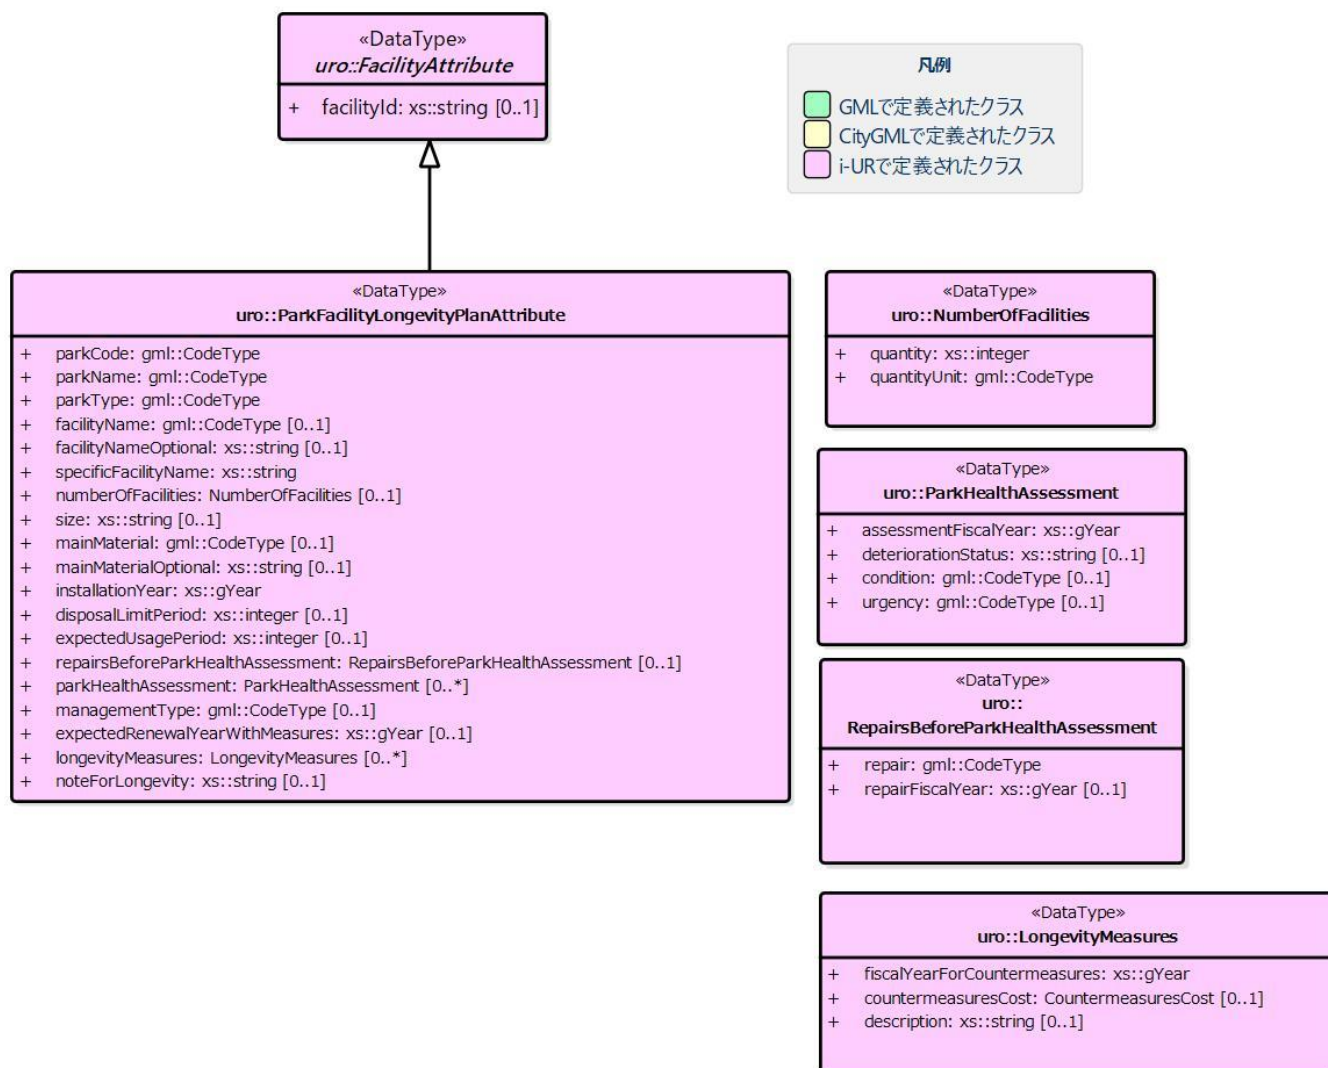 «DataType»
uro::FacilityAttribute
+ facilityId: xs::string [0..1]
凡例
GMLで定義されたクラス
CityGMLで定義されたクラス
i-URで定義されたクラス
«DataType»
uro::ParkFacilityLongevityPlanAttribute
+ parkCode: gml::CodeType
+ parkName: gml::CodeType
+ parkType: gml::CodeType
+ facilityName: gml::CodeType [0..1]
+ facilityNameOptional: xs::string [0..1]
+ specificFacilityName: xs::string
+ numberOfFacilities: NumberOfFacilities [0..1]
+ size: xs::string [0..1]
+ mainMaterial: gml::CodeType [0..1]
+ mainMaterialOptional: xs::string [0..1]
+ installationYear: xs::gYear
+ disposalLimitPeriod: xs::integer [0..1]
+ expectedUsagePeriod: xs::integer [0..1]
+ repairsBeforeParkHealthAssessment: RepairsBeforeParkHealthAssessment [0..1]
+ parkHealthAssessment: ParkHealthAssessment [0..*]
+ managementType: gml::CodeType [0..1]
+ expectedRenewalYearWithMeasures: xs::gYear [0..1]
+ longevityMeasures: LongevityMeasures [0..*]
+ noteForLongevity: xs::string [0..1]
«DataType»
uro::NumberOfFacilities
+ quantity: xs::integer
+ quantityUnit: gml::CodeType
«DataType»
uro::ParkHealthAssessment
+ assessmentFiscalYear: xs::gYear
+ deteriorationStatus: xs::string [0..1]
+ condition: gml::CodeType [0..1]
+ urgency: gml::CodeType [0..1]
«DataType»
uro::
RepairsBeforeParkHealthAssessment
+ repair: gml::CodeType
+ repairFiscalYear: xs::gYear [0..1]
«DataType»
uro::LongevityMeasures
+ fiscalYearForCountermeasures: xs::gYear
+ countermeasuresCost: CountermeasuresCost [0..1]
+ description: xs::string [0..1]